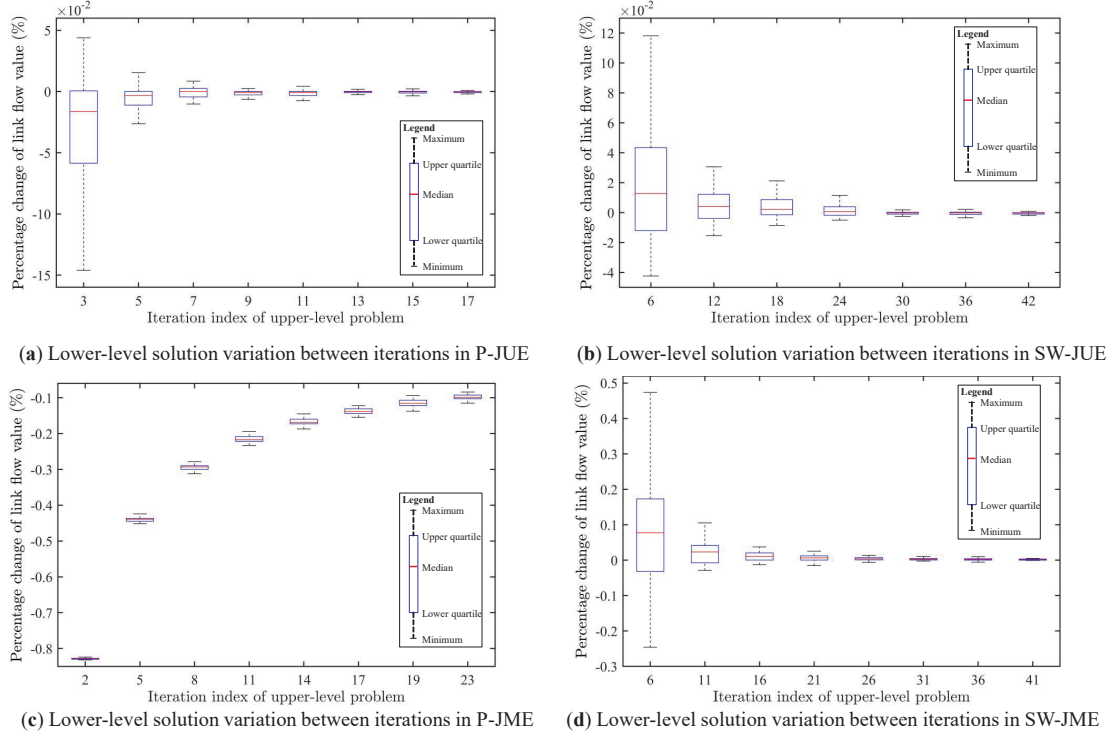 ×10⁻²
5
0
-5
-10
-15
Percentage change of link flow value (%)
Legend
Maximum
Upper quartile
Median
Lower quartile
Minimum
3 5 7 9 11 13 15 17
Iteration index of upper-level problem
(a) Lower-level solution variation between iterations in P-JUE
×10⁻²
12
10
8
6
4
2
0
-2
-4
Percentage change of link flow value (%)
Legend
Maximum
Upper quartile
Median
Lower quartile
Minimum
6 12 18 24 30 36 42
Iteration index of upper-level problem
(b) Lower-level solution variation between iterations in SW-JUE
-0.1
-0.2
-0.3
-0.4
-0.5
-0.6
-0.7
-0.8
Percentage change of link flow value (%)
Legend
Maximum
Upper quartile
Median
Lower quartile
Minimum
2 5 8 11 14 17 19 23
Iteration index of upper-level problem
(c) Lower-level solution variation between iterations in P-JME
0.5
0.4
0.3
0.2
0.1
0
0.1
-0.2
-0.3
Percentage change of link flow value (%)
Legend
Maximum
Upper quartile
Median
Lower quartile
Minimum
6 11 16 21 26 31 36 41
Iteration index of upper-level problem
(d) Lower-level solution variation between iterations in SW-JME